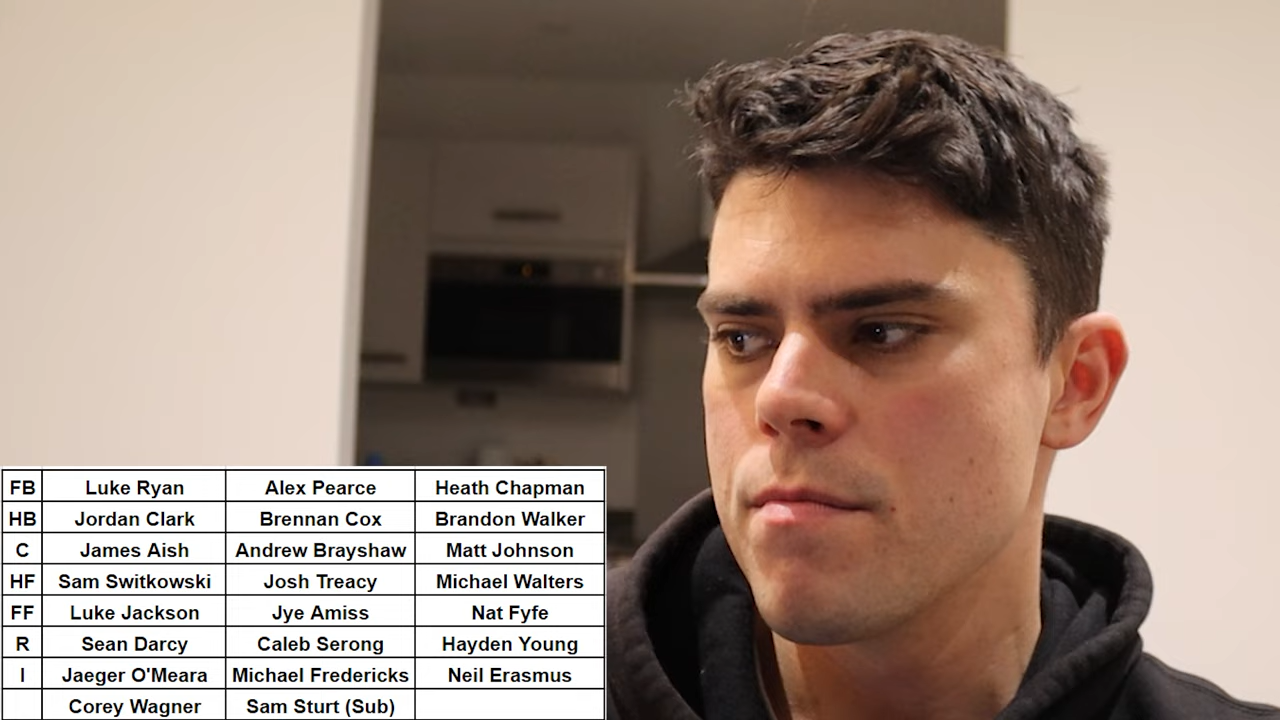 FB Luke Ryan Alex Pearce Heath Chapman
HB Jordan Clark Brennan Cox Brandon Walker
C James Aish Andrew Brayshaw Matt Johnson
HF Sam Switkowski Josh Treacy Michael Walters
FF Luke Jackson Jye Amiss Nat Fyfe
R Sean Darcy Caleb Serong Hayden Young
I Jaeger O'Meara Michael Fredericks Neil Erasmus
Corey Wagner Sam Sturt (Sub)